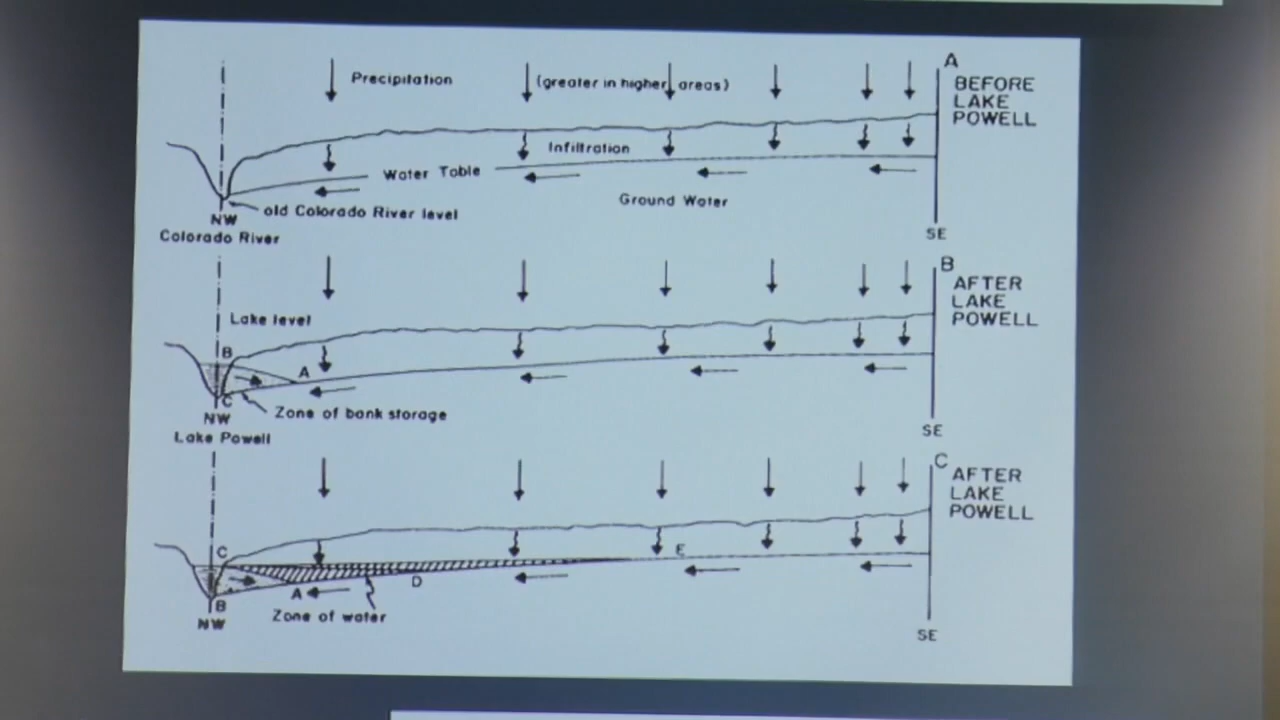 A
BEFORE
LAKE
POWELL
Precipitation (greater in higher areas)
Infiltration
Water Table
Ground Water
old Colorado River level
NW
Colorado River
SE
B
AFTER
LAKE
POWELL
Lake level
B
A
C
Zone of bank storage
NW
Lake Powell
SE
C
AFTER
LAKE
POWELL
C
E
D
A
B
Zone of water
NW
SE